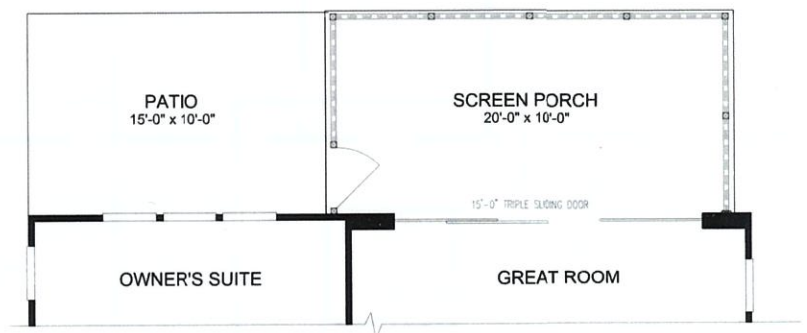 PATIO
15'-0" x 10'-0"
SCREEN PORCH
20'-0" x 10'-0"
15'-0" TRIPLE SLIDING DOOR
OWNER'S SUITE
GREAT ROOM